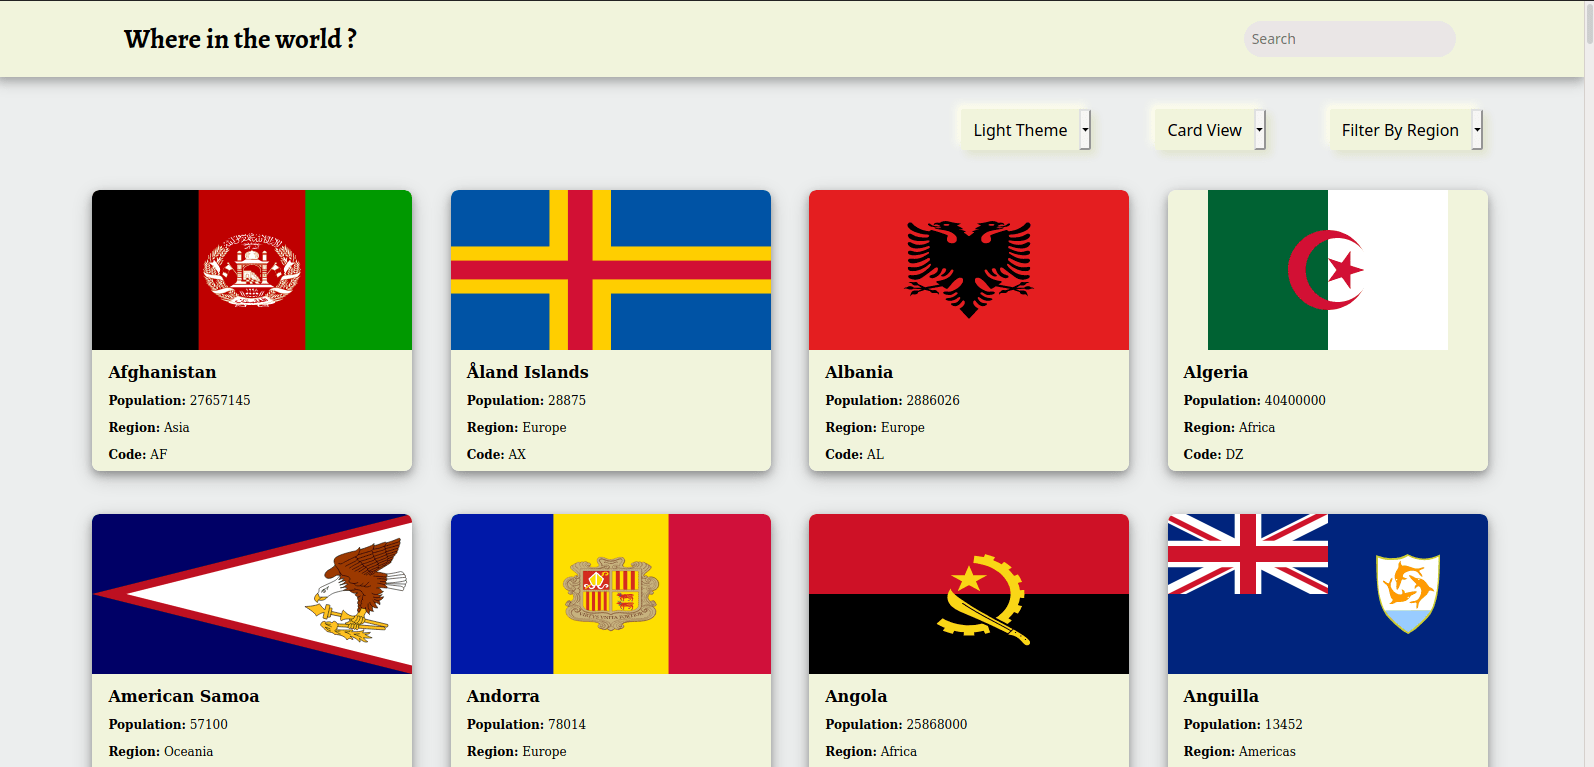 Where in the world ?
Search
Light Theme
Card View
Filter By Region
Afghanistan
Population: 27657145
Region: Asia
Code: AF
Åland Islands
Population: 28875
Region: Europe
Code: AX
Albania
Population: 2886026
Region: Europe
Code: AL
Algeria
Population: 40400000
Region: Africa
Code: DZ
American Samoa
Population: 57100
Region: Oceania
Andorra
Population: 78014
Region: Europe
Angola
Population: 25868000
Region: Africa
Anguilla
Population: 13452
Region: Americas